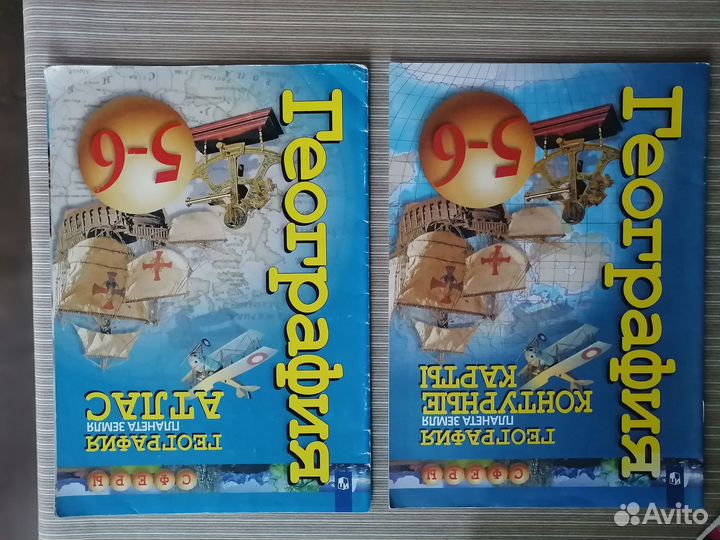 СФЕРЫ
ГЕОГРАФИЯ
ПЛАНЕТА ЗЕМЛЯ
АТЛАС
География
5-6
СФЕРЫ
ГЕОГРАФИЯ
ПЛАНЕТА ЗЕМЛЯ
КОНТУРНЫЕ
КАРТЫ
География
5-6
Avito